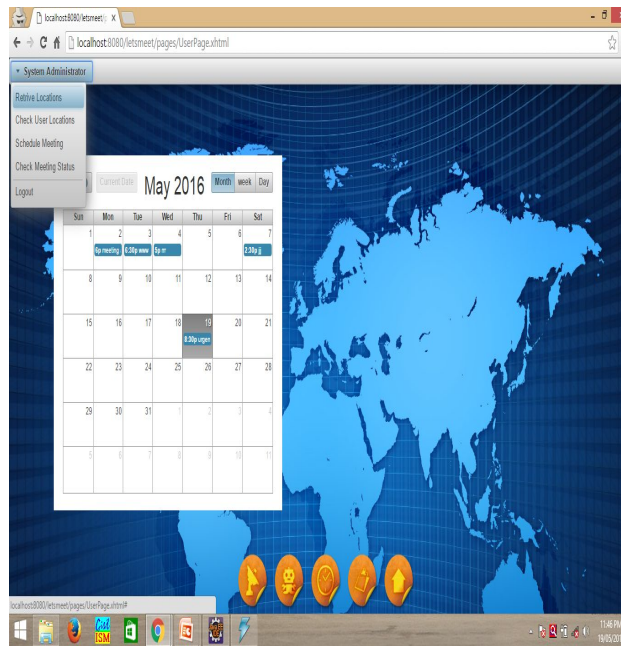 localhost:8080/letsmeet/p x
localhost:8080/letsmeet/pages/UserPage.xhtml
System Administrator
Retrive Locations
Check User Locations
Schedule Meeting
Check Meeting Status
Logout
Current Date
May 2016
Month week Day
Sun Mon Tue Wed Thu Fri Sat
1 2 3 4 5 6 7
6p meeting 6:30p www 5p rr 2:30p jj
8 9 10 11 12 13 14
15 16 17 18 19 20 21
8:30p urgen
22 23 24 25 26 27 28
29 30 31 1 2 3 4
5 6 7 8 9 10 11
localhost:8080/letsmeet/pages/UserPage.xhtml#
ISM
11:46 PM
19/05/201